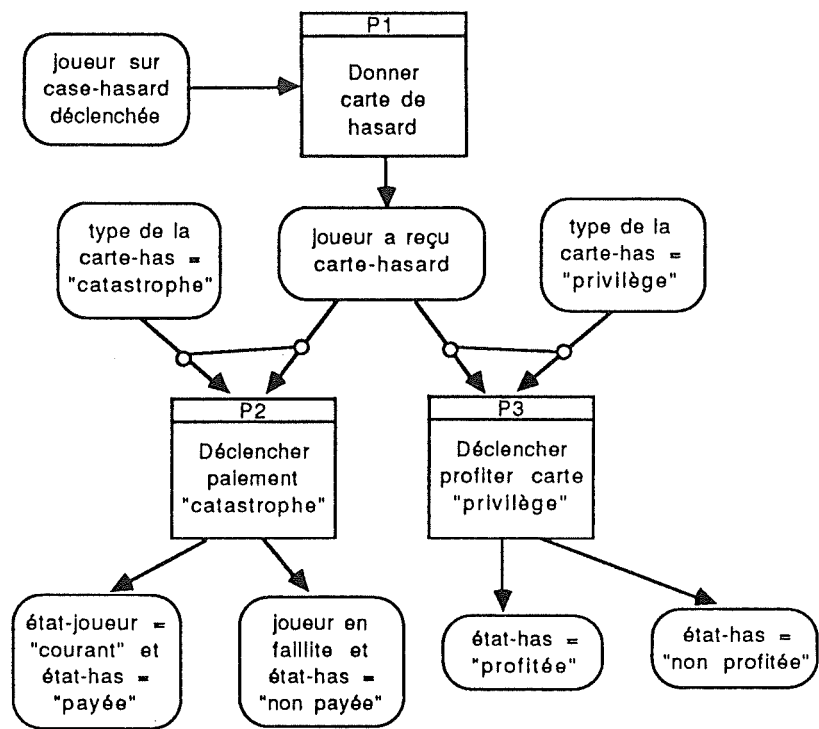 P1
joueur sur
case-hasard
déclenchée
Donner
carte de
hasard
type de la
carte-has =
"catastrophe"
joueur a reçu
carte-hasard
type de la
carte-has =
"privilège"
P2
Déclencher
paiement
"catastrophe"
P3
Déclencher
profiter carte
"privilège"
état-joueur =
"courant" et
état-has =
"payée"
joueur en
faillite et
état-has =
"non payée"
état-has =
"profitée"
état-has =
"non profitée"